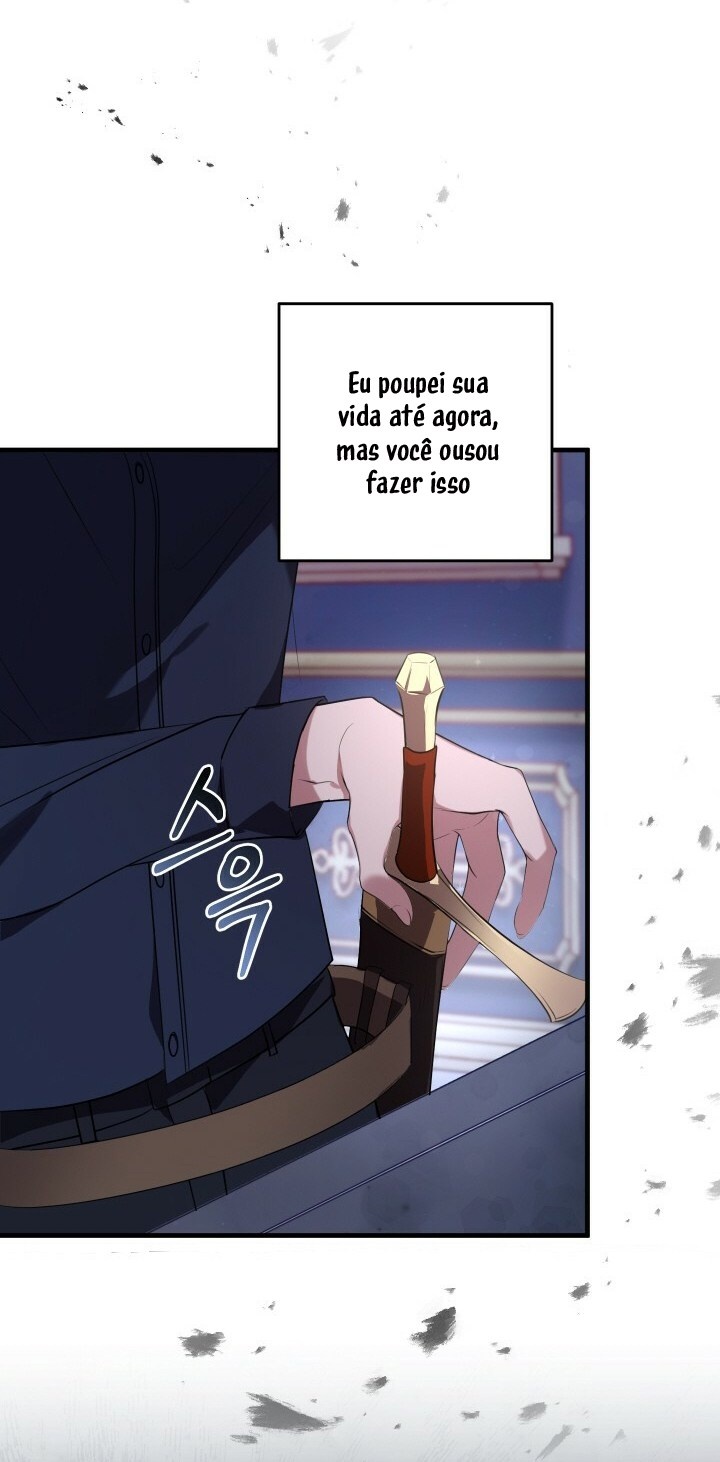 Eu poupei sua
vida até agora,
mas você ousou
fazer isso
스윽